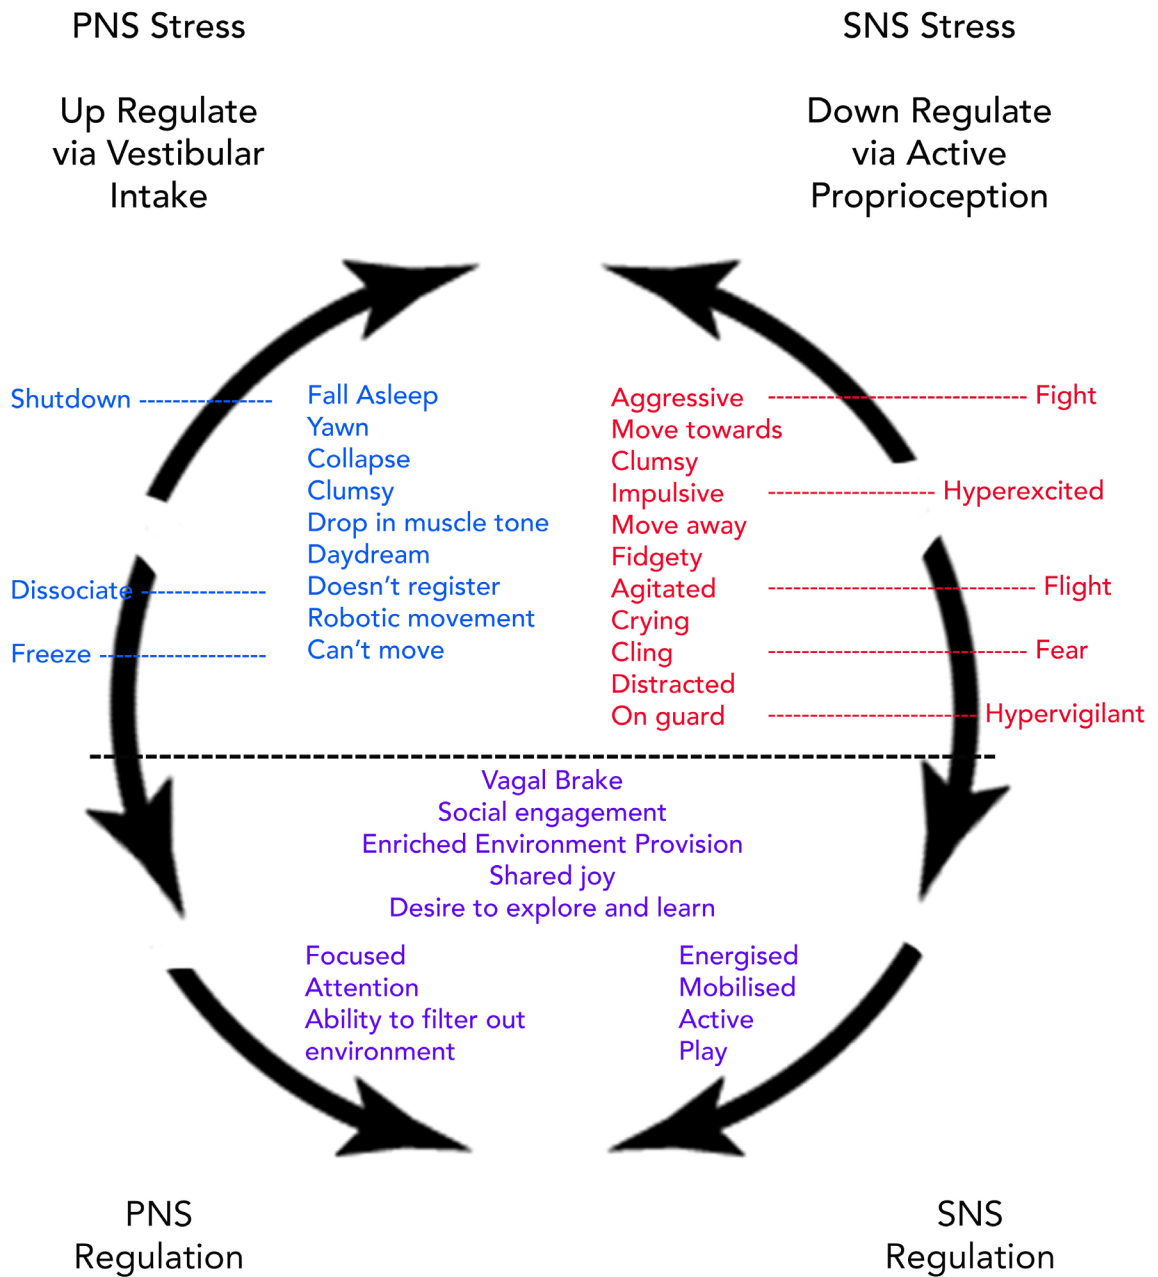 PNS Stress
Up Regulate
via Vestibular
Intake
SNS Stress
Down Regulate
via Active
Proprioception
Shutdown
Dissociate
Freeze
Fall Asleep
Yawn
Collapse
Clumsy
Drop in muscle tone
Daydream
Doesn't register
Robotic movement
Can't move
Aggressive
Move towards
Clumsy
Impulsive
Move away
Fidgety
Agitated
Crying
Cling
Distracted
On guard
Fight
Hyperexcited
Flight
Fear
Hypervigilant
Vagal Brake
Social engagement
Enriched Environment Provision
Shared joy
Desire to explore and learn
Focused
Attention
Ability to filter out
environment
Energised
Mobilised
Active
Play
PNS
Regulation
SNS
Regulation